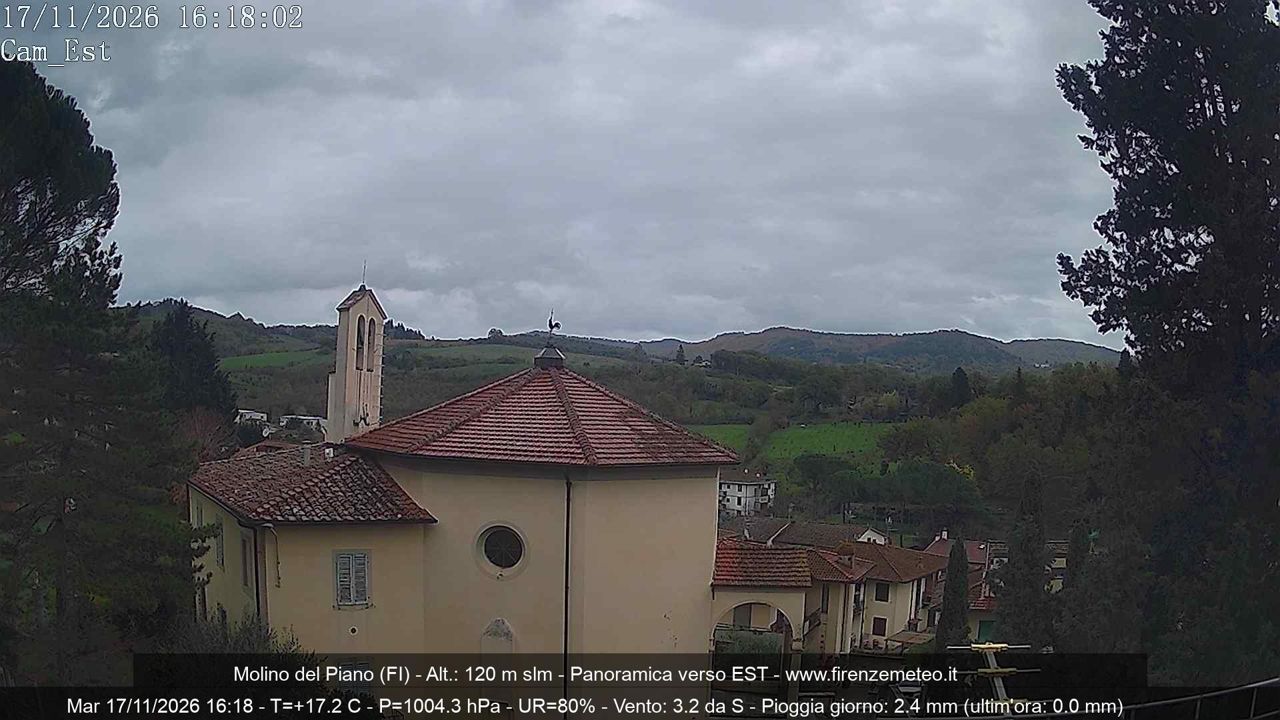 17/11/2026 16:18:02
Cam_Est
Molino del Piano (FI) - Alt.: 120 m slm - Panoramica verso EST - www.firenzemeteo.it
Mar 17/11/2026 16:18 - T=+17.2 C - P=1004.3 hPa - UR=80% - Vento: 3.2 da S - Pioggia giorno: 2.4 mm (ultim'ora: 0.0 mm)